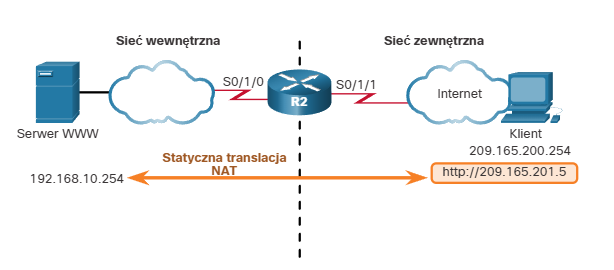 Sieć wewnętrzna
Sieć zewnętrzna
S0/1/0
S0/1/1
R2
Internet
Serwer WWW
Klient
209.165.200.254
Statyczna translacja
NAT
192.168.10.254
http://209.165.201.5